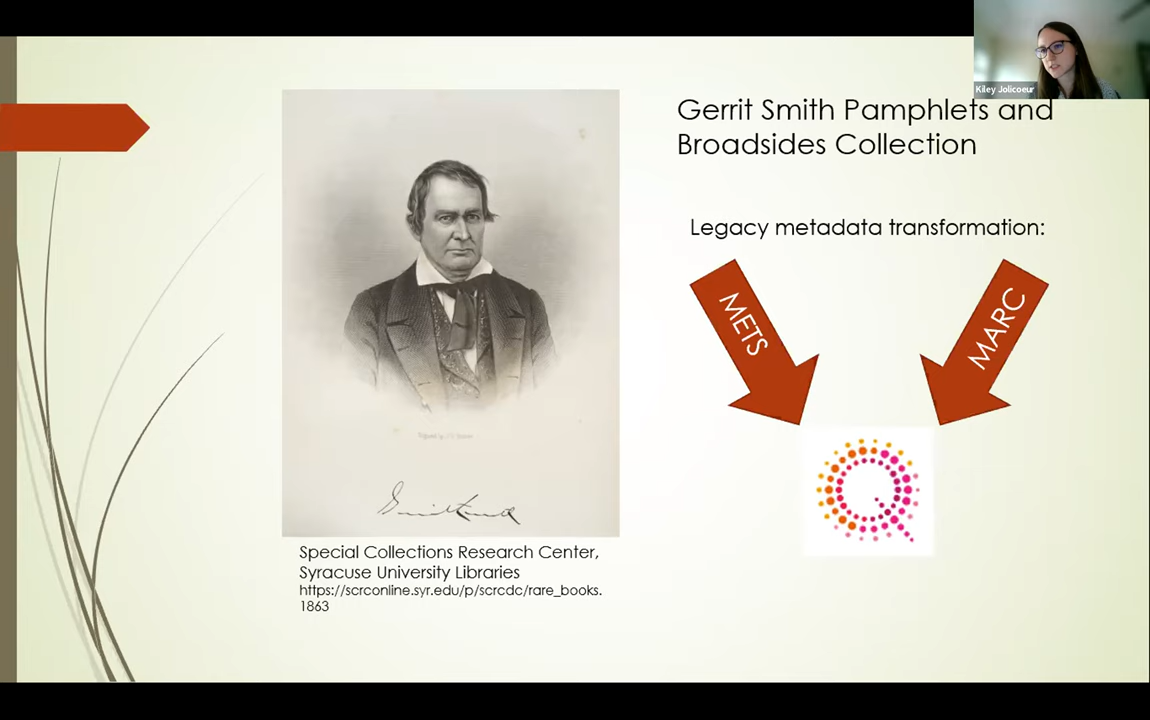 Kiley Jolicoeur
Gerrit Smith Pamphlets and
Broadsides Collection
Legacy metadata transformation:
METS
MARC
Special Collections Research Center,
Syracuse University Libraries
https://scrconline.syr.edu/p/scrcdc/rare_books.
1863